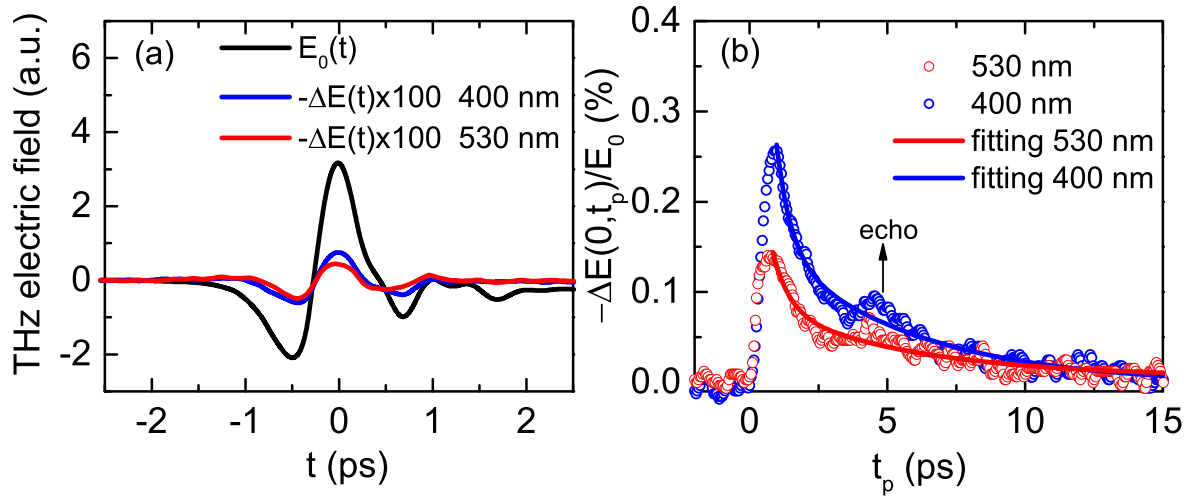 (a)
E₀(t)
-ΔE(t)x100 400 nm
-ΔE(t)x100 530 nm
THz electric field (a.u.)
6
4
2
0
-2
-2 -1 0 1 2
t (ps)
(b)
530 nm
400 nm
fitting 530 nm
fitting 400 nm
echo
−ΔE(0,tₚ)/E₀ (%)
0.4
0.3
0.2
0.1
0.0
0 5 10 15
tₚ (ps)